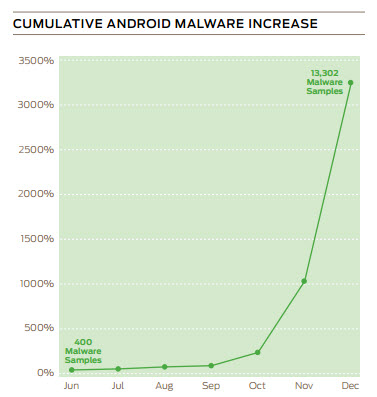 CUMULATIVE ANDROID MALWARE INCREASE
3500%
13,302
Malware
Samples
3000%
2500%
2000%
1500%
1000%
500%
400
Malware
Samples
0%
Jun Jul Aug Sep Oct Nov Dec